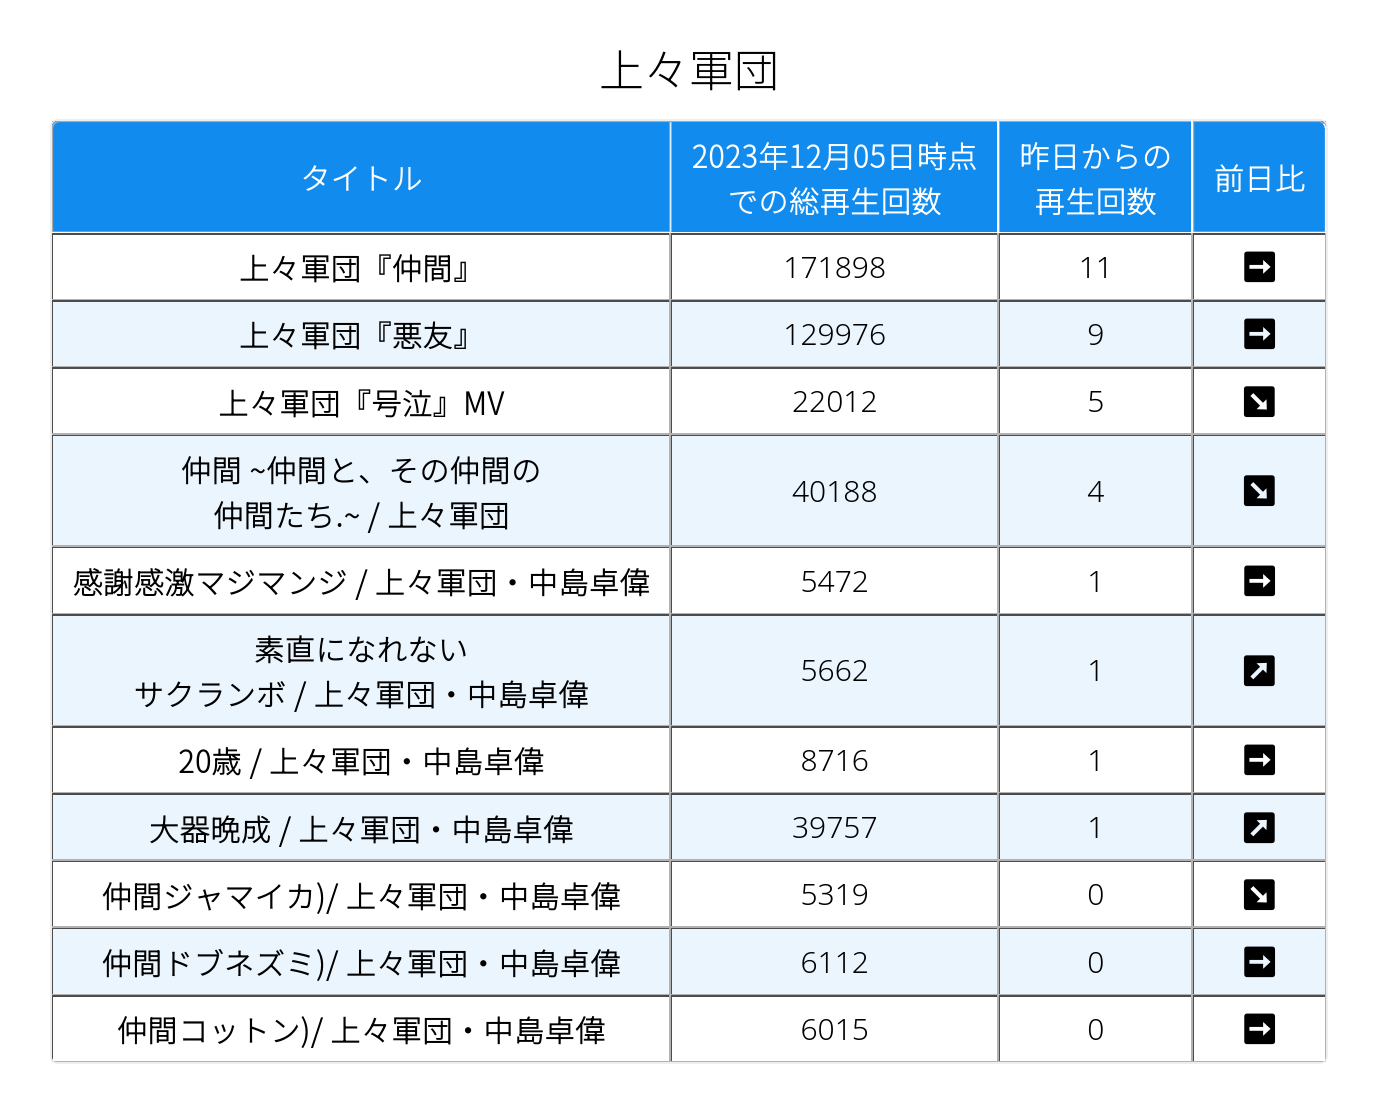 上々軍団
タイトル
2023年12月05日時点
での総再生回数
昨日からの
再生回数
前日比
上々軍団『仲間』 171898 11 ➡
上々軍団『悪友』 129976 9 ➡
上々軍団『号泣』MV 22012 5 ↘
仲間 ~仲間と、その仲間の
仲間たち.~ / 上々軍団 40188 4 ↘
感謝感激マジマンジ / 上々軍団・中島卓偉 5472 1 ➡
素直になれない
サクランボ / 上々軍団・中島卓偉 5662 1 ↗
20歳 / 上々軍団・中島卓偉 8716 1 ➡
大器晩成 / 上々軍団・中島卓偉 39757 1 ↗
仲間ジャマイカ)/ 上々軍団・中島卓偉 5319 0 ↘
仲間ドブネズミ)/ 上々軍団・中島卓偉 6112 0 ➡
仲間コットン)/ 上々軍団・中島卓偉 6015 0 ➡